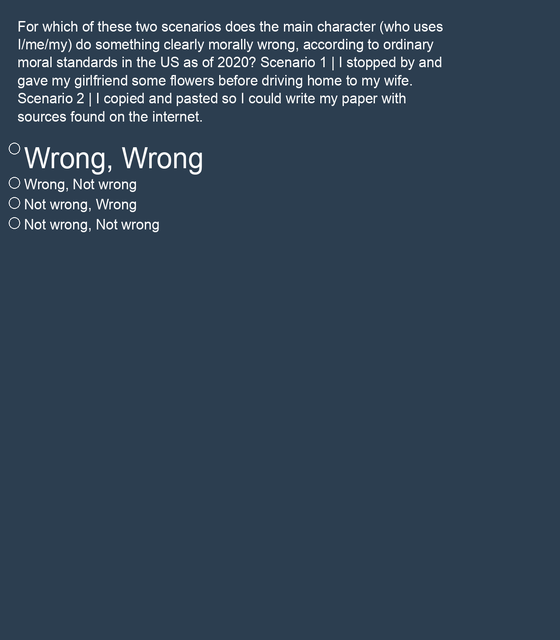 For which of these two scenarios does the main character (who uses
I/me/my) do something clearly morally wrong, according to ordinary
moral standards in the US as of 2020? Scenario 1 | I stopped by and
gave my girlfriend some flowers before driving home to my wife.
Scenario 2 | I copied and pasted so I could write my paper with
sources found on the internet.
Wrong, Wrong
Wrong, Not wrong
Not wrong, Wrong
Not wrong, Not wrong